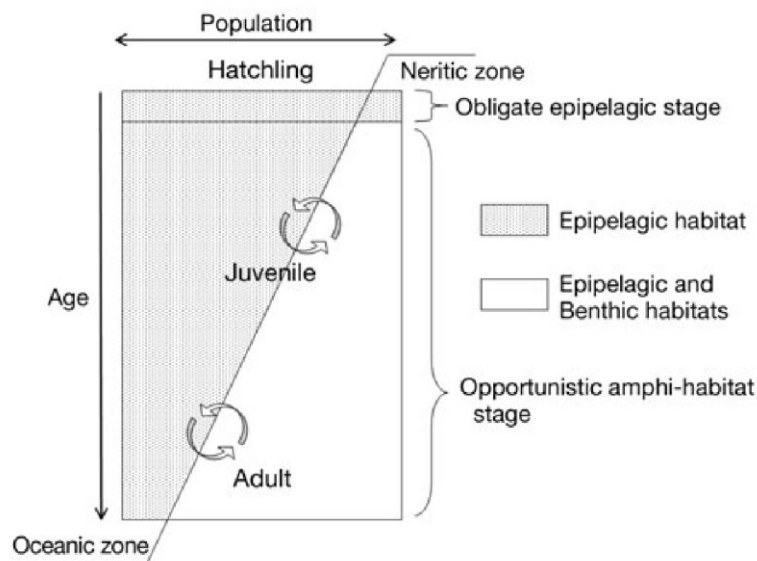 Population
Hatchling
Neritic zone
Obligate epipelagic stage
Epipelagic habitat
Juvenile
Age
Epipelagic and
Benthic habitats
Opportunistic amphi-habitat
stage
Adult
Oceanic zone